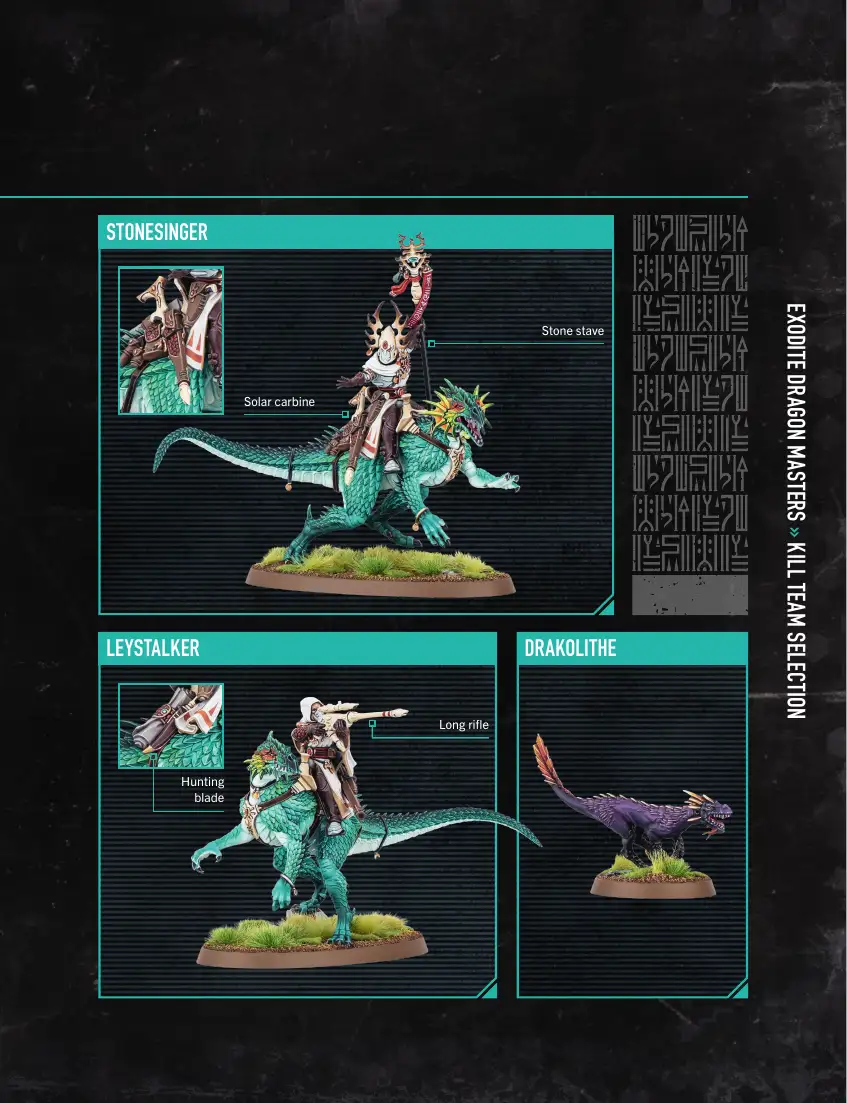 STONESINGER
Stone stave
Solar carbine
LEYSTALKER
Long rifle
Hunting
blade
DRAKOLITHE
EXODITE DRAGON MASTERS » KILL TEAM SELECTION